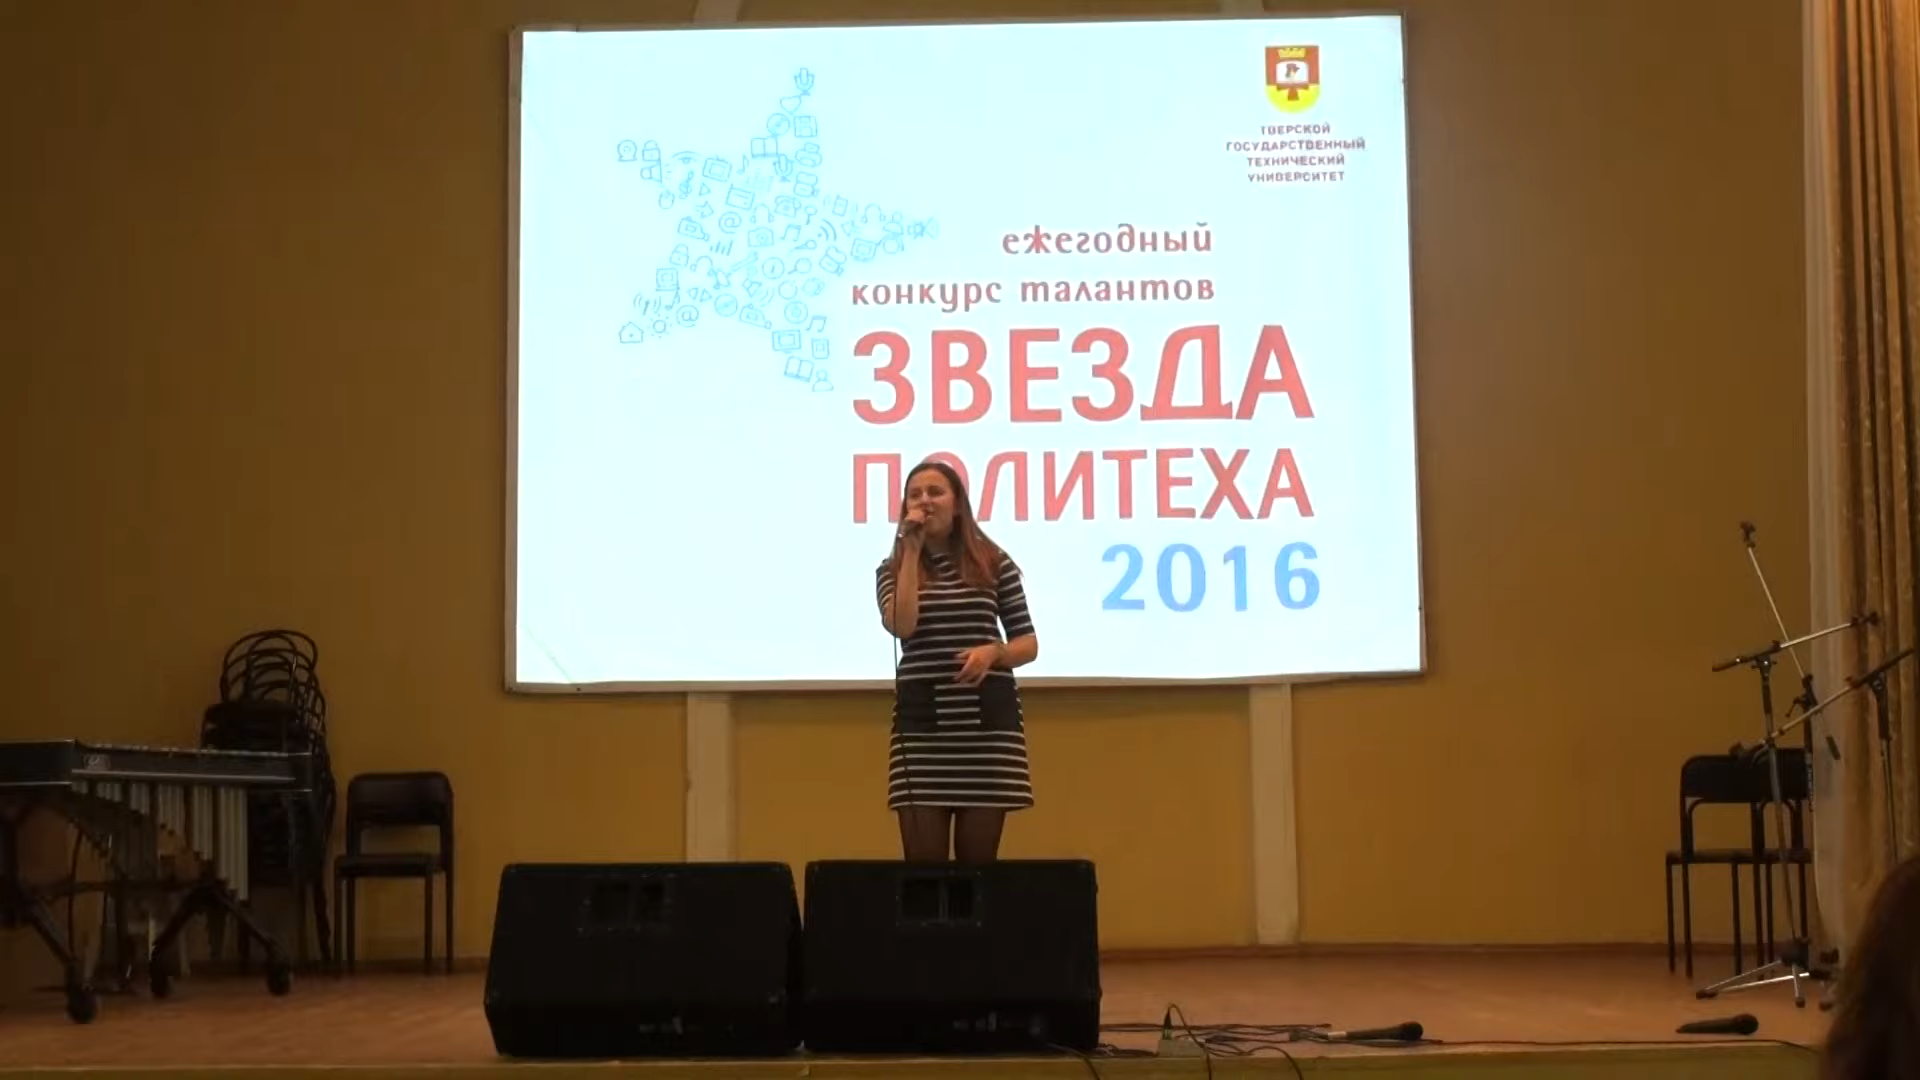 ТВЕРСКОЙ
ГОСУДАРСТВЕННЫЙ
ТЕХНИЧЕСКИЙ
УНИВЕРСИТЕТ
ежегодный
конкурс талантов
ЗВЕЗДА
ПОЛИТЕХА
2016